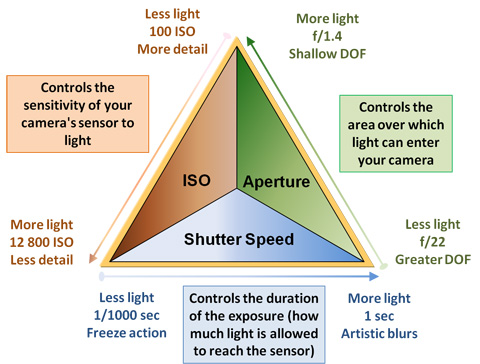 Less light
100 ISO
More detail
More light
f/1.4
Shallow DOF
Controls the
sensitivity of your
camera's sensor to
light
Controls the
area over which
light can enter
your camera
ISO
Aperture
Shutter Speed
More light
12 800 ISO
Less detail
Less light
f/22
Greater DOF
Less light
1/1000 sec
Freeze action
Controls the duration
of the exposure (how
much light is allowed
to reach the sensor)
More light
1 sec
Artistic blurs